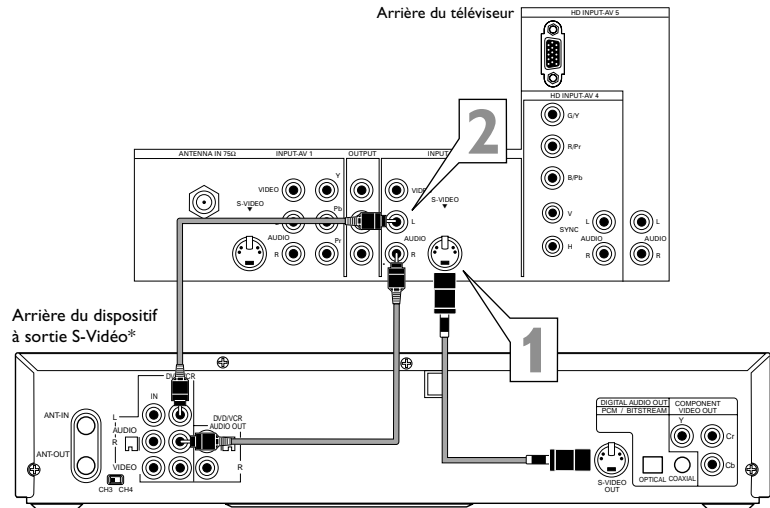 Arrière du téléviseur
HD INPUT-AV 5
HD INPUT-AV 4
G/Y
R/Pr
B/Pb
V
SYNC
H
L
AUDIO
R
L
AUDIO
R
ANTENNA IN 75Ω
INPUT-AV 1
OUTPUT
INPUT
2
VIDEO
Y
S-VIDEO
Pb
AUDIO
R
Pr
S-VIDEO
L
AUDIO
R
1
Arrière du dispositif
à sortie S-Vidéo*
ANT-IN
ANT-OUT
CH3
CH4
IN
L
AUDIO
R
VIDEO
DVD/VCR
AUDIO OUT
R
DIGITAL AUDIO OUT
PCM / BITSTREAM
COMPONENT
VIDEO OUT
Y
Cr
Cb
S-VIDEO
OUT
OPTICAL
COAXIAL